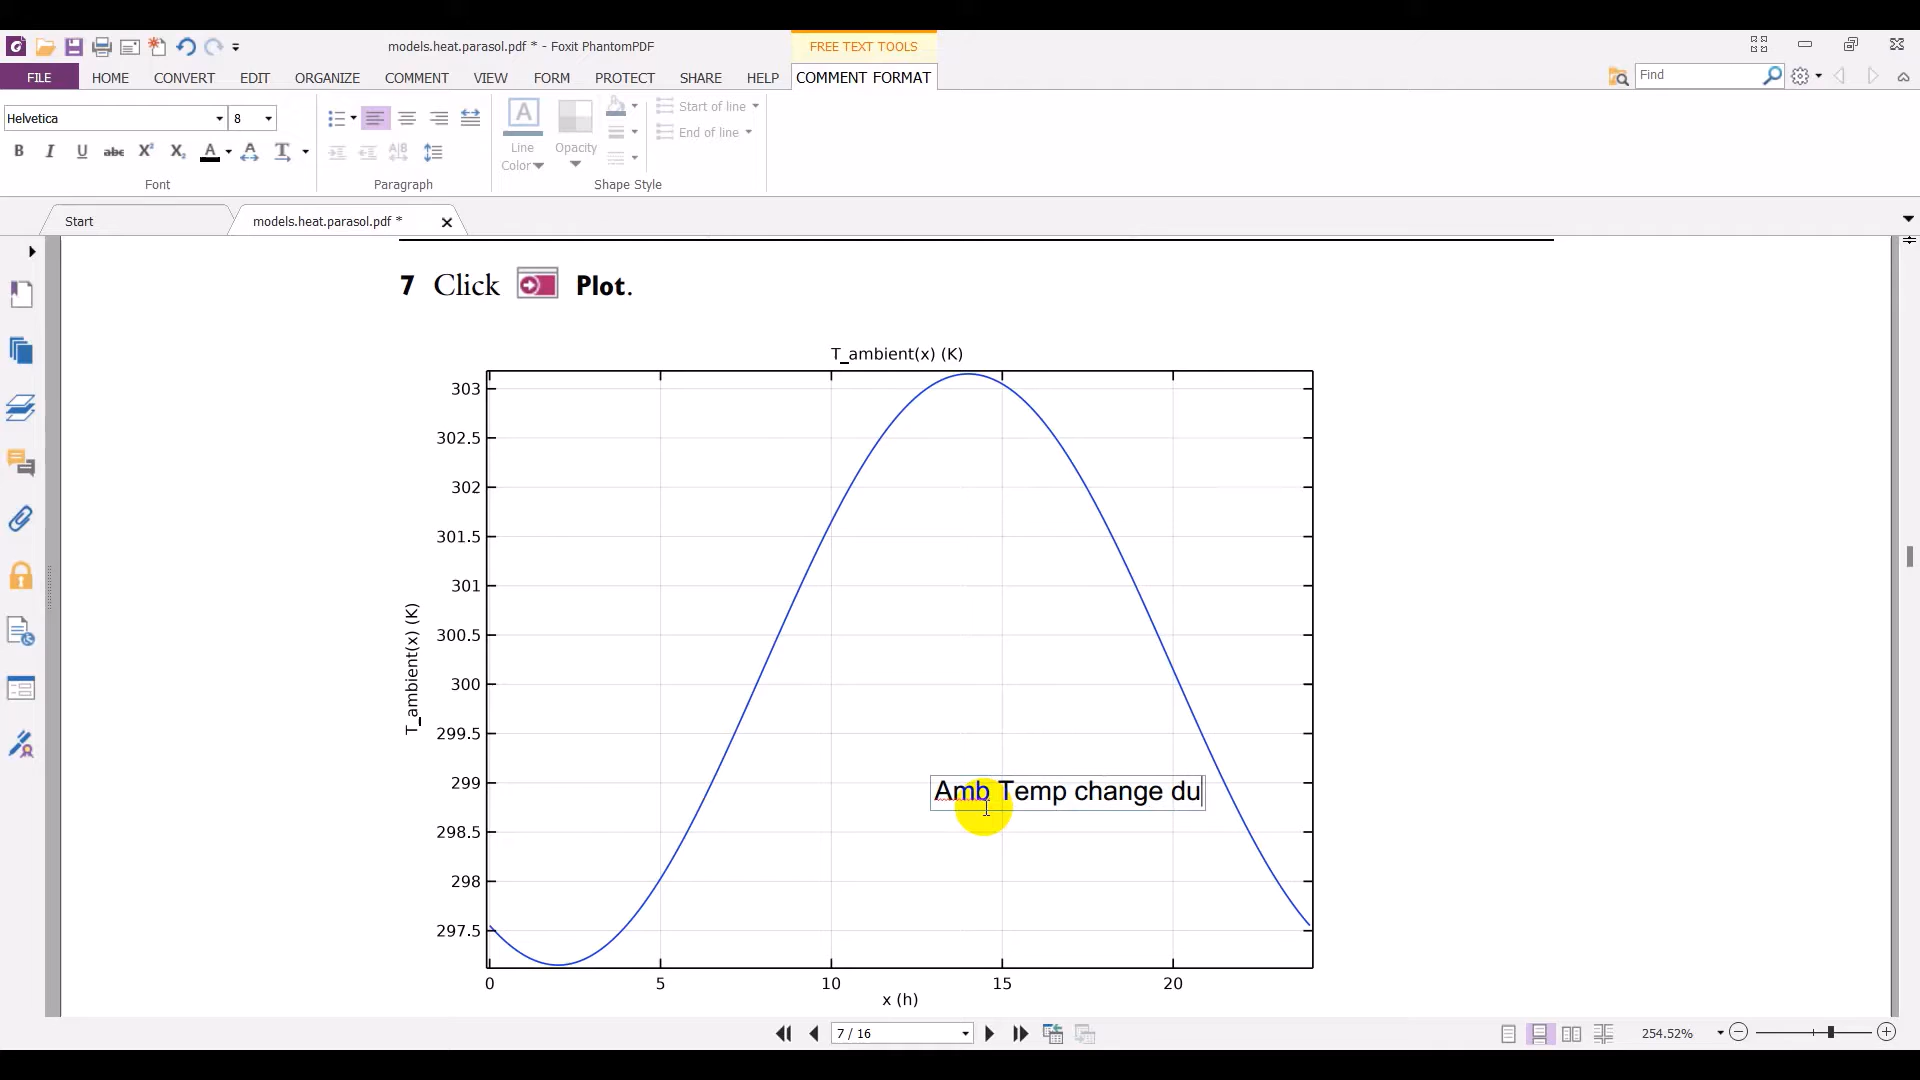 models.heat.parasol.pdf * - Foxit PhantomPDF
FREE TEXT TOOLS
FILE
HOME
CONVERT
EDIT
ORGANIZE
COMMENT
VIEW
FORM
PROTECT
SHARE
HELP
COMMENT FORMAT
Find
Helvetica
8
Start of line
Line
Color
Opacity
End of line
Font
Paragraph
Shape Style
Start
models.heat.parasol.pdf *
7 Click Plot.
T_ambient(x) (K)
303
302.5
302
301.5
301
300.5
300
299.5
299
298.5
298
297.5
T_ambient(x) (K)
Amb Temp change du
0
5
10
15
20
x (h)
7 / 16
254.52%